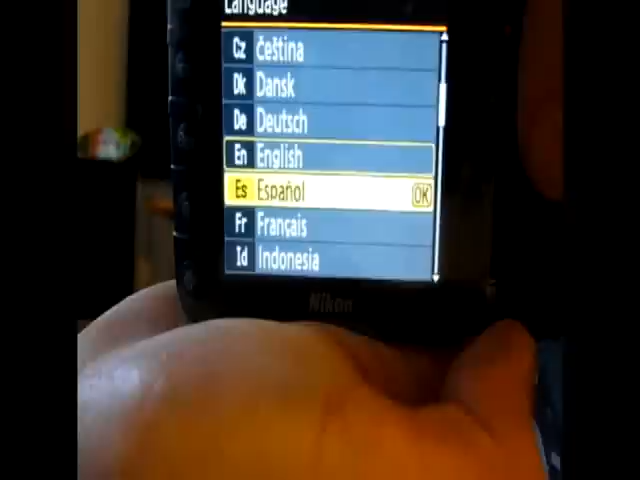 Language
Cz čeština
Dk Dansk
De Deutsch
En English
Es Español OK
Fr Français
Id Indonesia
Nikon